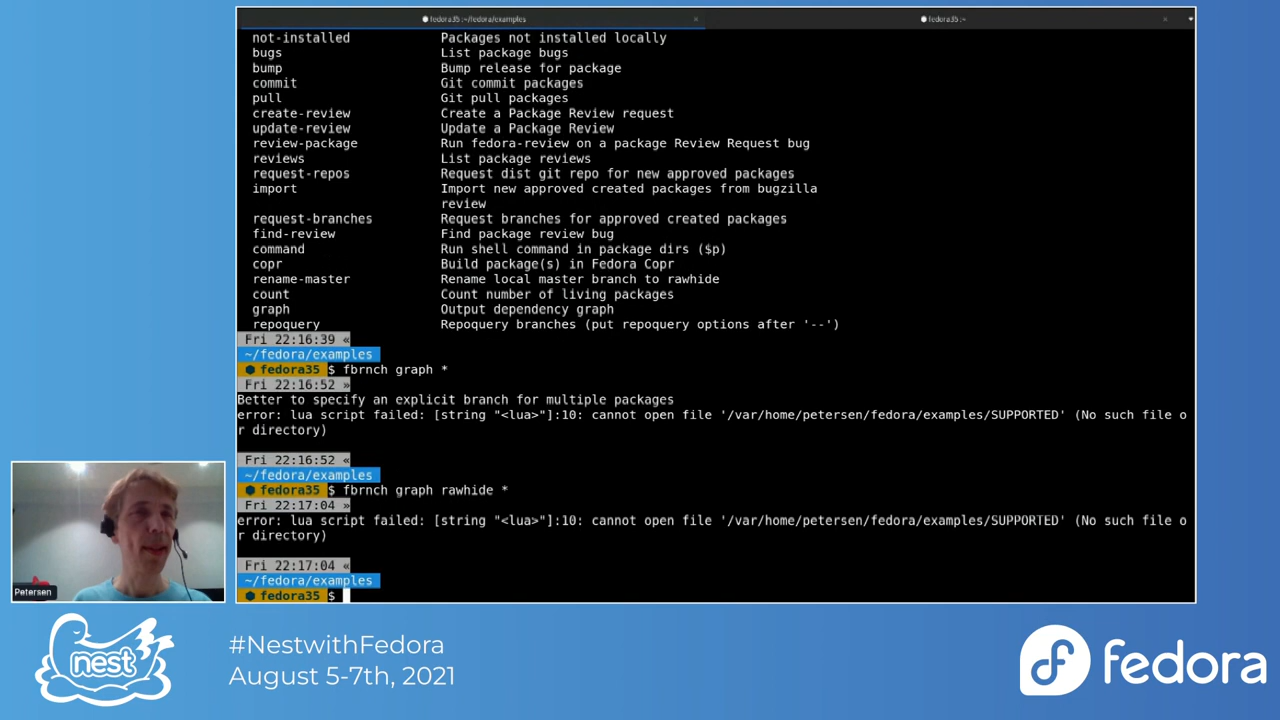 fedora35 :~/fedora/examples × fedora35 :~ ×
not-installed Packages not installed locally
bugs List package bugs
bump Bump release for package
commit Git commit packages
pull Git pull packages
create-review Create a Package Review request
update-review Update a Package Review
review-package Run fedora-review on a package Review Request bug
reviews List package reviews
request-repos Request dist git repo for new approved packages
import Import new approved created packages from bugzilla
review
request-branches Request branches for approved created packages
find-review Find package review bug
command Run shell command in package dirs ($p)
copr Build package(s) in Fedora Copr
rename-master Rename local master branch to rawhide
count Count number of living packages
graph Output dependency graph
repoquery Repoquery branches (put repoquery options after '--')
Fri 22:16:39 «
~/fedora/examples
fedora35 $ fbrnch graph *
Fri 22:16:52 »
Better to specify an explicit branch for multiple packages
error: lua script failed: [string "<lua>"]:10: cannot open file '/var/home/petersen/fedora/examples/SUPPORTED' (No such file o
r directory)
Fri 22:16:52 «
~/fedora/examples
fedora35 $ fbrnch graph rawhide *
Fri 22:17:04 »
error: lua script failed: [string "<lua>"]:10: cannot open file '/var/home/petersen/fedora/examples/SUPPORTED' (No such file o
r directory)
Fri 22:17:04 «
~/fedora/examples
fedora35 $
Petersen
nest
#NestwithFedora
August 5-7th, 2021
fedora